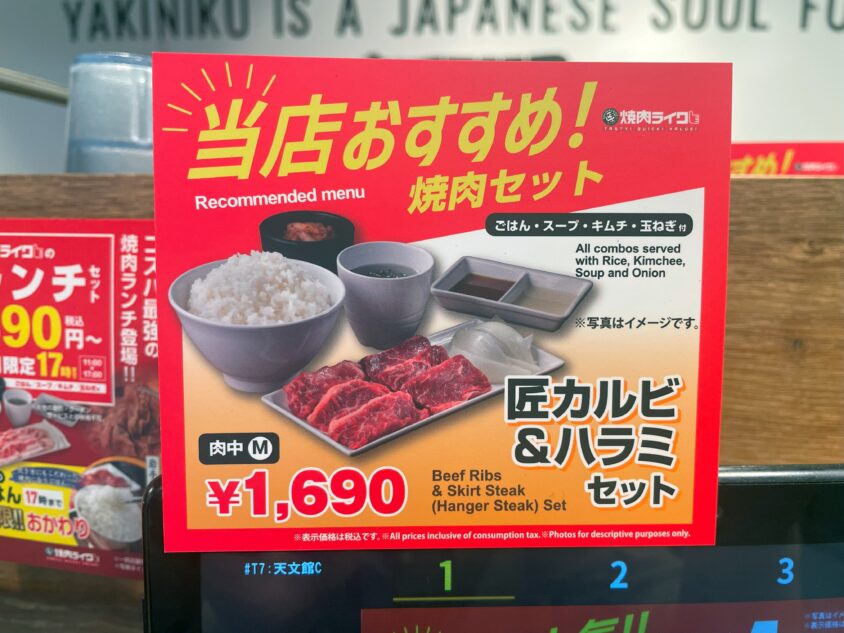 YAKINIKU IS A JAPANESE SOUL FO
当店おすすめ!
焼肉ライク
TASTY! QUICK! VALUE!
Recommended menu
焼肉セット
ごはん・スープ・キムチ・玉ねぎ付
All combos served
with Rice, Kimchee,
Soup and Onion
※写真はイメージです。
匠カルビ
&ハラミ
セット
肉中 M
¥1,690
Beef Ribs
& Skirt Steak
(Hanger Steak) Set
※表示価格は税込です。※All prices inclusive of consumption tax.※Photos for descriptive purposes only.
ライクの
ンチセット
90円~
税込
限定17時まで
11:00
17:00
ごはん・スープ・キムチ 玉ねぎ付
コスパ最強の
焼肉ランチ登場!!
17時まで
おかわり
焼肉ライク
すめ!
#T7:天文館C
1
2
3